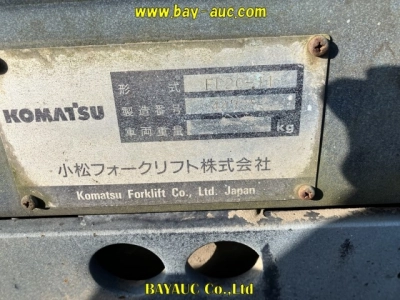 www.bay-auc.com
KOMATSU
形式
製造番号
車両重量 kg
小松フォークリフト株式会社
Komatsu Forklift Co., Ltd. Japan
BAYAUC Co.,Ltd